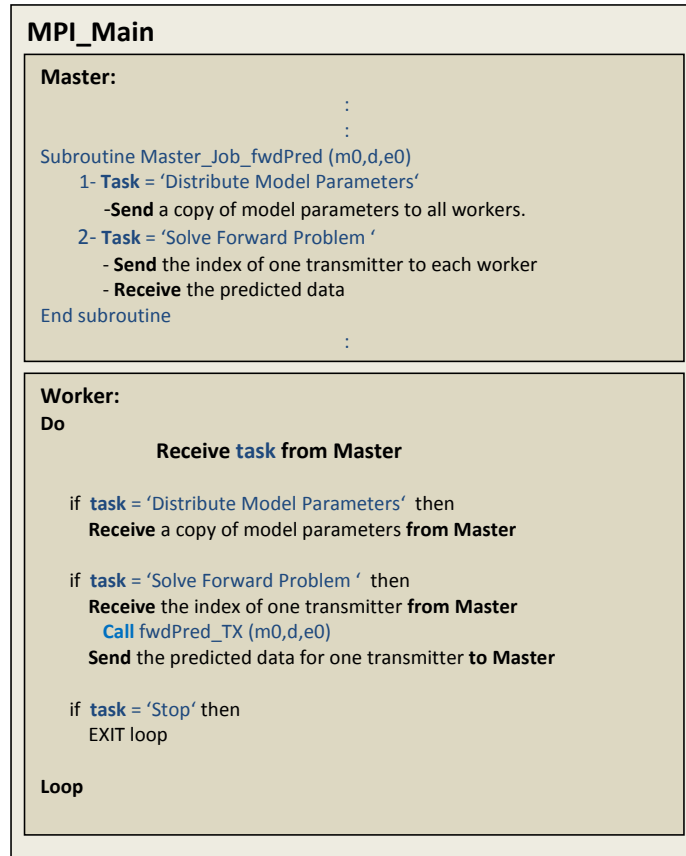 MPI_Main
Master:
:
:
Subroutine Master_Job_fwdPred (m0,d,e0)
1- Task = ‘Distribute Model Parameters‘
-Send a copy of model parameters to all workers.
2- Task = ‘Solve Forward Problem ‘
- Send the index of one transmitter to each worker
- Receive the predicted data
End subroutine
:
Worker:
Do
Receive task from Master
if task = ‘Distribute Model Parameters‘ then
Receive a copy of model parameters from Master
if task = ‘Solve Forward Problem ‘ then
Receive the index of one transmitter from Master
Call fwdPred_TX (m0,d,e0)
Send the predicted data for one transmitter to Master
if task = ‘Stop‘ then
EXIT loop
Loop